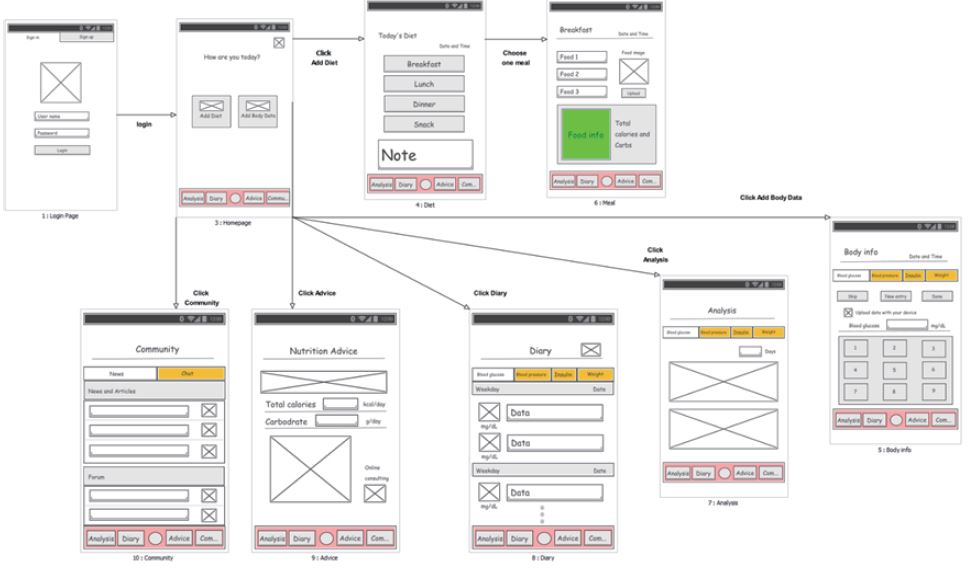 Sign in Sign up
User name
Password
Login
1 : Login Page
login
How are you today?
Add Diet Add Body Data
Analysis Diary Advice Commu...
3 : Homepage
Click
Add Diet
Today's Diet
Date and Time
Breakfast
Lunch
Dinner
Snack
Note
Analysis Diary Advice Com...
4 : Diet
Choose
one meal
Breakfast Date and Time
Food 1 Food image
Food 2
Food 3 Upload
Food info Total
calories and
Carbs
Analysis Diary Advice Com...
6 : Meal
Click Add Body Data
Body info Date and Time
Blood glucose Blood pressure Insulin Weight
Skip New entry Save
Upload data with your device
Blood glucose mg/dL
1 2 3
4 5 6
7 8 9
Analysis Diary Advice Com...
5 : Body info
Click
Analysis
Analysis
Blood glucose Blood pressure Insulin Weight
Days
Analysis Diary Advice Com...
7 : Analysis
Click Diary
Diary
Blood glucose Blood pressure Insulin Weight
Weekday Date
Data
mg/dL
Data
mg/dL
Weekday Date
Data
mg/dL
Analysis Diary Advice Com...
8 : Diary
Click Advice
Nutrition Advice
Total calories kcal/day
Carbodrate g/day
Online
consulting
Analysis Diary Advice Com...
9 : Advice
Click
Community
Community
News Chat
News and Articles
Forum
Analysis Diary Advice Com...
10 : Community